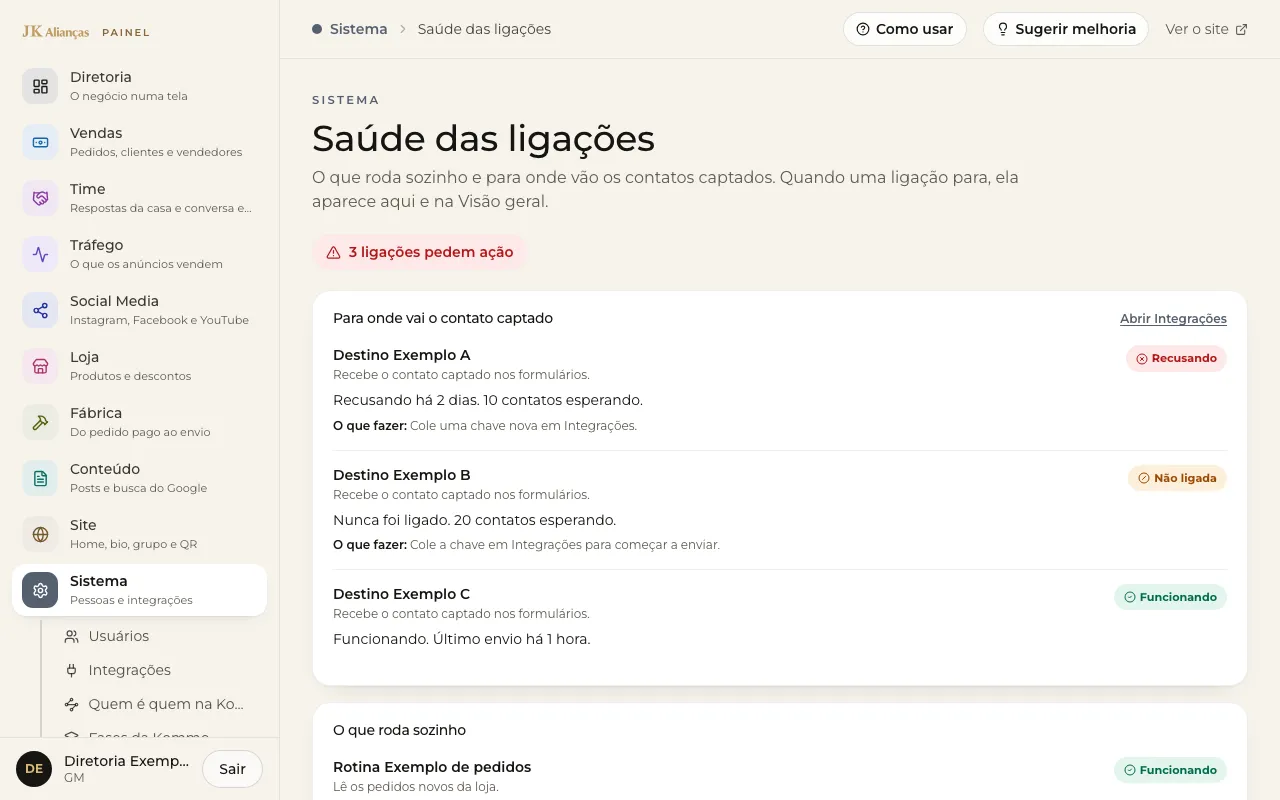 JK Alianças PAINEL
Diretoria
O negócio numa tela
Vendas
Pedidos, clientes e vendedores
Time
Respostas da casa e conversa e...
Tráfego
O que os anúncios vendem
Social Media
Instagram, Facebook e YouTube
Loja
Produtos e descontos
Fábrica
Do pedido pago ao envio
Conteúdo
Posts e busca do Google
Site
Home, bio, grupo e QR
Sistema
Pessoas e integrações
Usuários
Integrações
Quem é quem na Ko...
Fases da Kommo
DE
Diretoria Exemp...
GM
Sair
Sistema > Saúde das ligações
Como usar
Sugerir melhoria
Ver o site
SISTEMA
Saúde das ligações
O que roda sozinho e para onde vão os contatos captados. Quando uma ligação para, ela
aparece aqui e na Visão geral.
3 ligações pedem ação
Para onde vai o contato captado
Abrir Integrações
Destino Exemplo A
Recusando
Recebe o contato captado nos formulários.
Recusando há 2 dias. 10 contatos esperando.
O que fazer: Cole uma chave nova em Integrações.
Destino Exemplo B
Não ligada
Recebe o contato captado nos formulários.
Nunca foi ligado. 20 contatos esperando.
O que fazer: Cole a chave em Integrações para começar a enviar.
Destino Exemplo C
Funcionando
Recebe o contato captado nos formulários.
Funcionando. Último envio há 1 hora.
O que roda sozinho
Rotina Exemplo de pedidos
Funcionando
Lê os pedidos novos da loja.